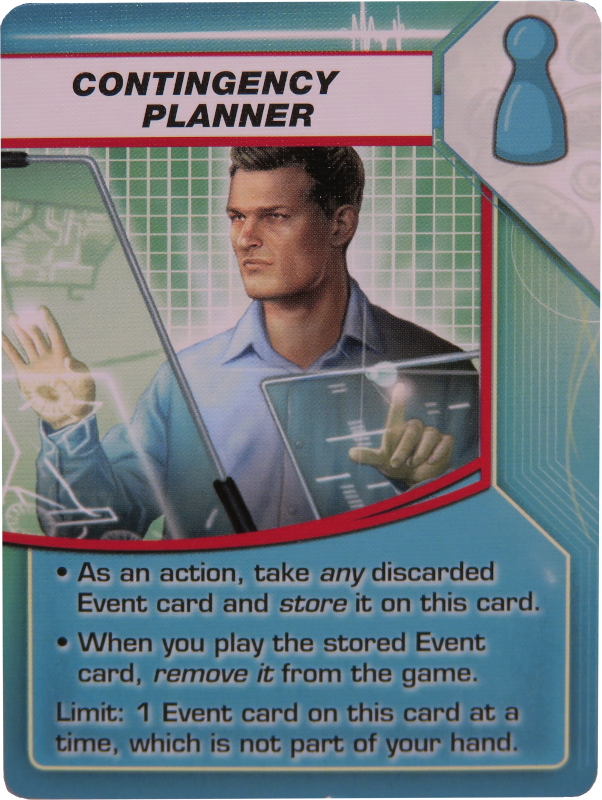 CONTINGENCY
PLANNER
• As an action, take any discarded
Event card and store it on this card.
• When you play the stored Event
card, remove it from the game.
Limit: 1 Event card on this card at a
time, which is not part of your hand.